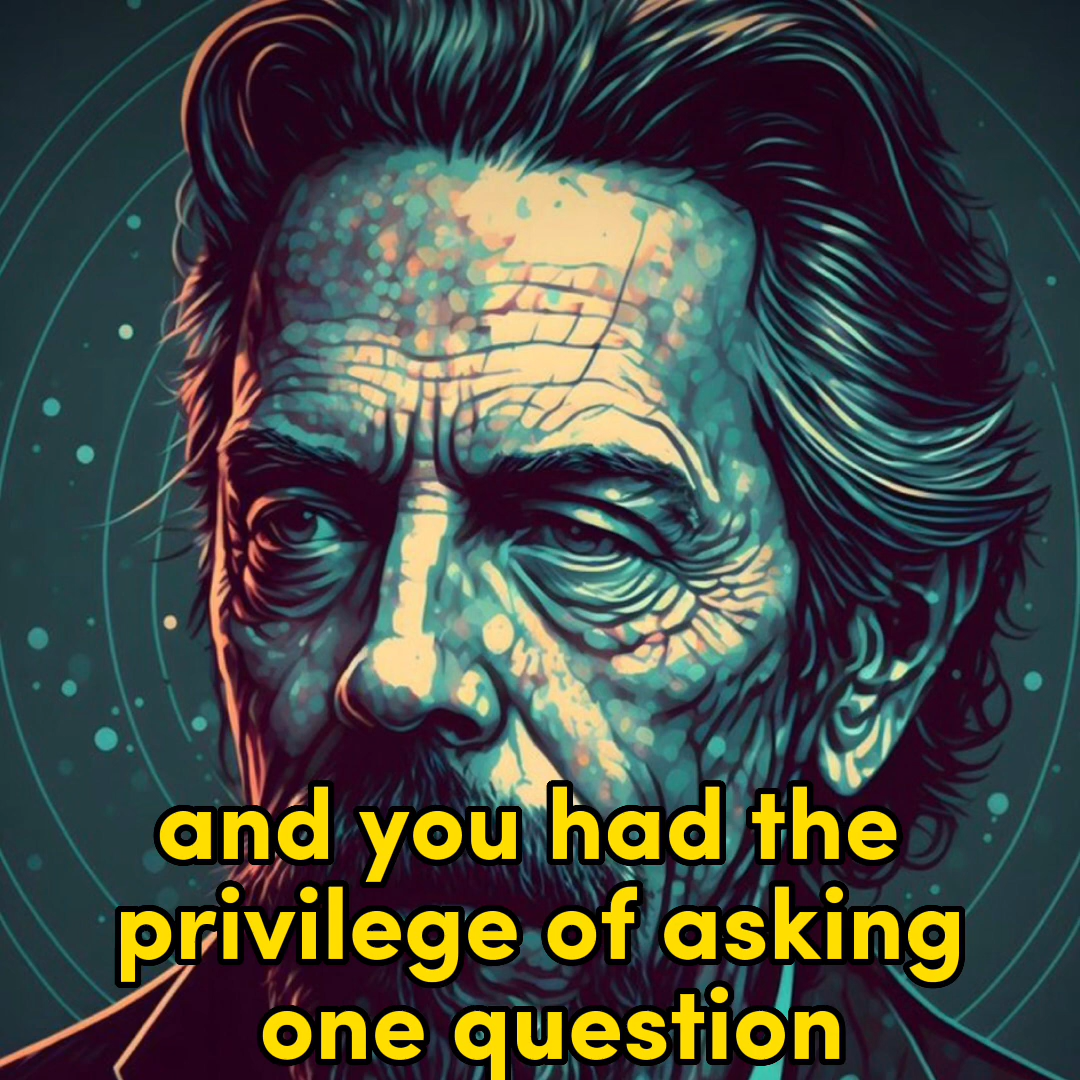 and you had the
privilege of asking
one question